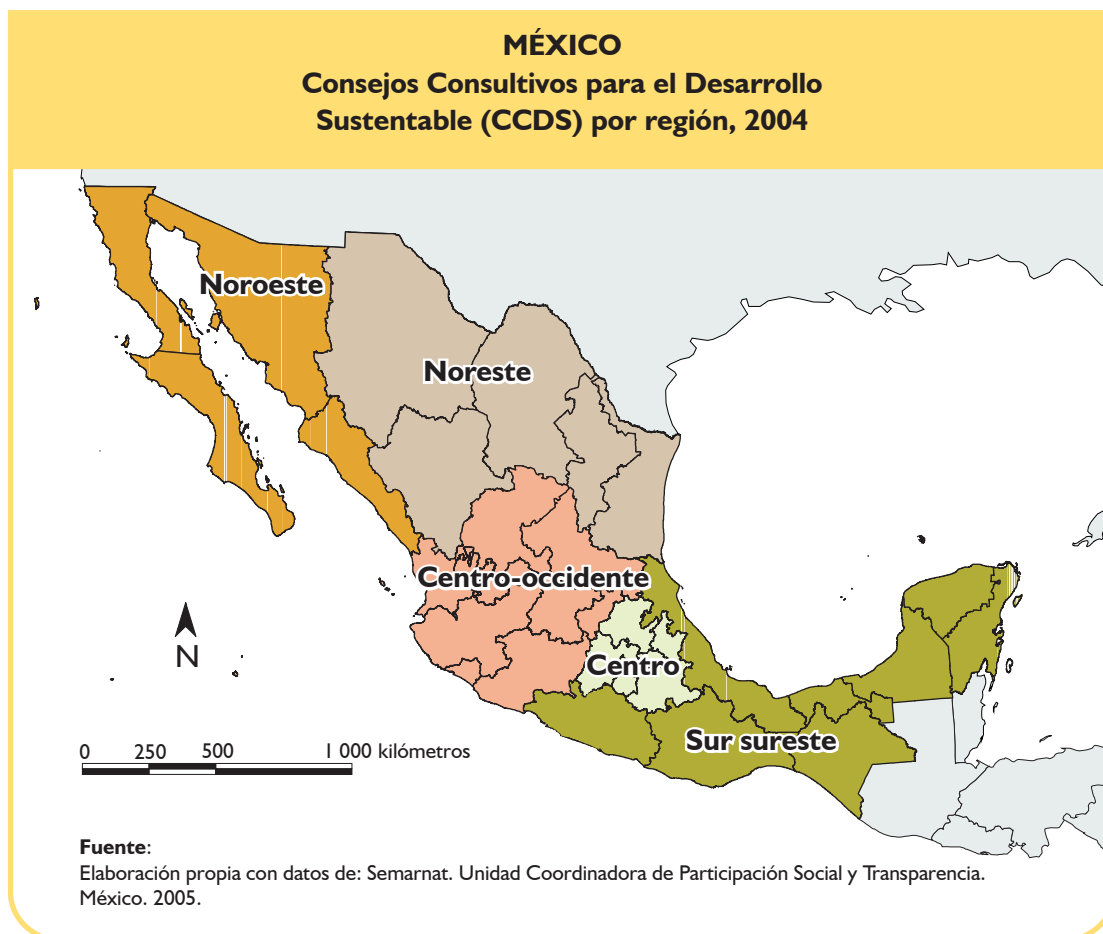 MÉXICO
Consejos Consultivos para el Desarrollo
Sustentable (CCDS) por región, 2004
Noroeste
Noreste
Centro-occidente
Centro
Sur sureste
N
0 250 500 1 000 kilómetros
Fuente:
Elaboración propia con datos de: Semarnat. Unidad Coordinadora de Participación Social y Transparencia.
México. 2005.